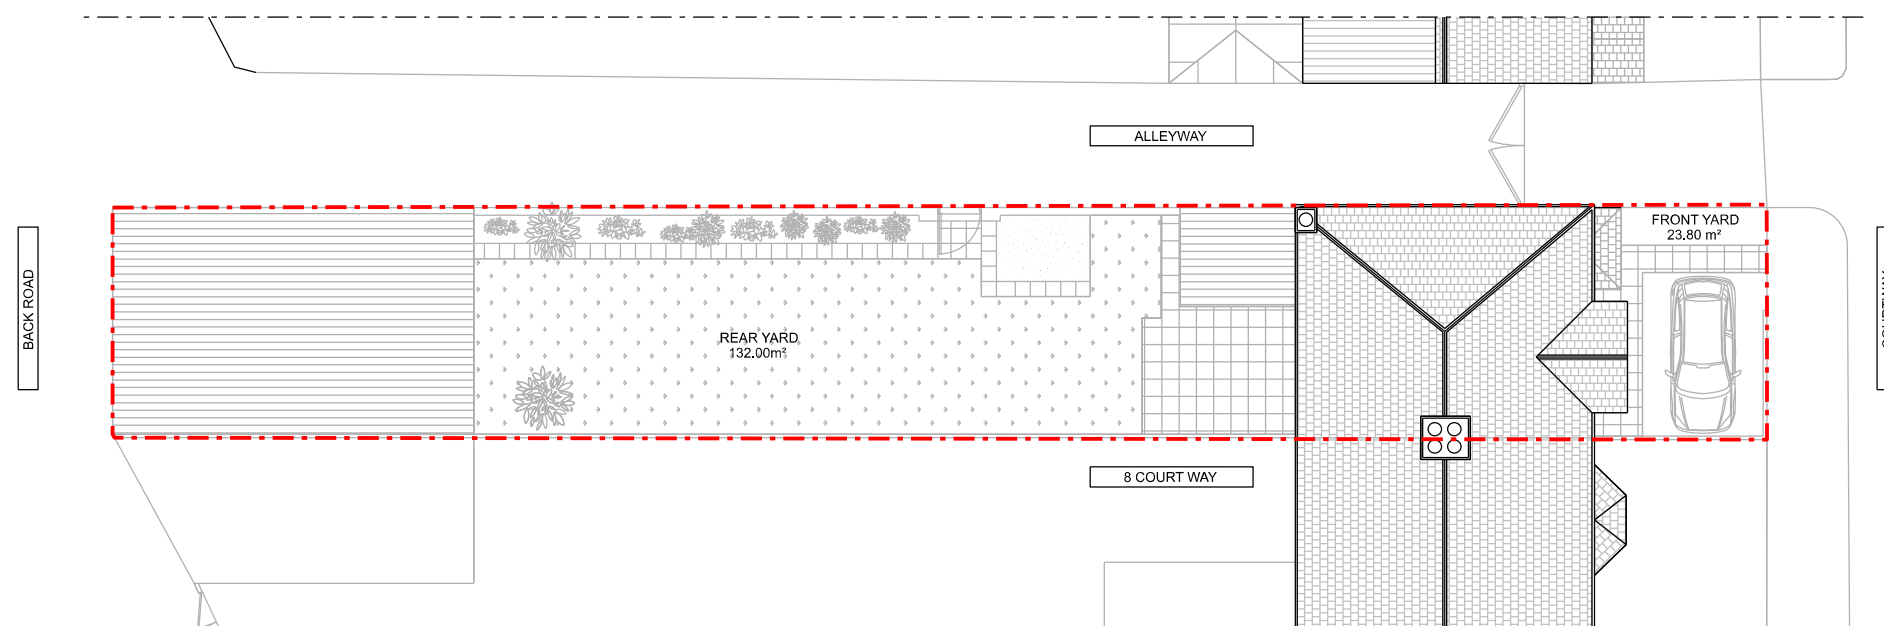 ALLEYWAY
FRONT YARD
23.80 m²
BACK ROAD
REAR YARD
132.00m²
8 COURT WAY